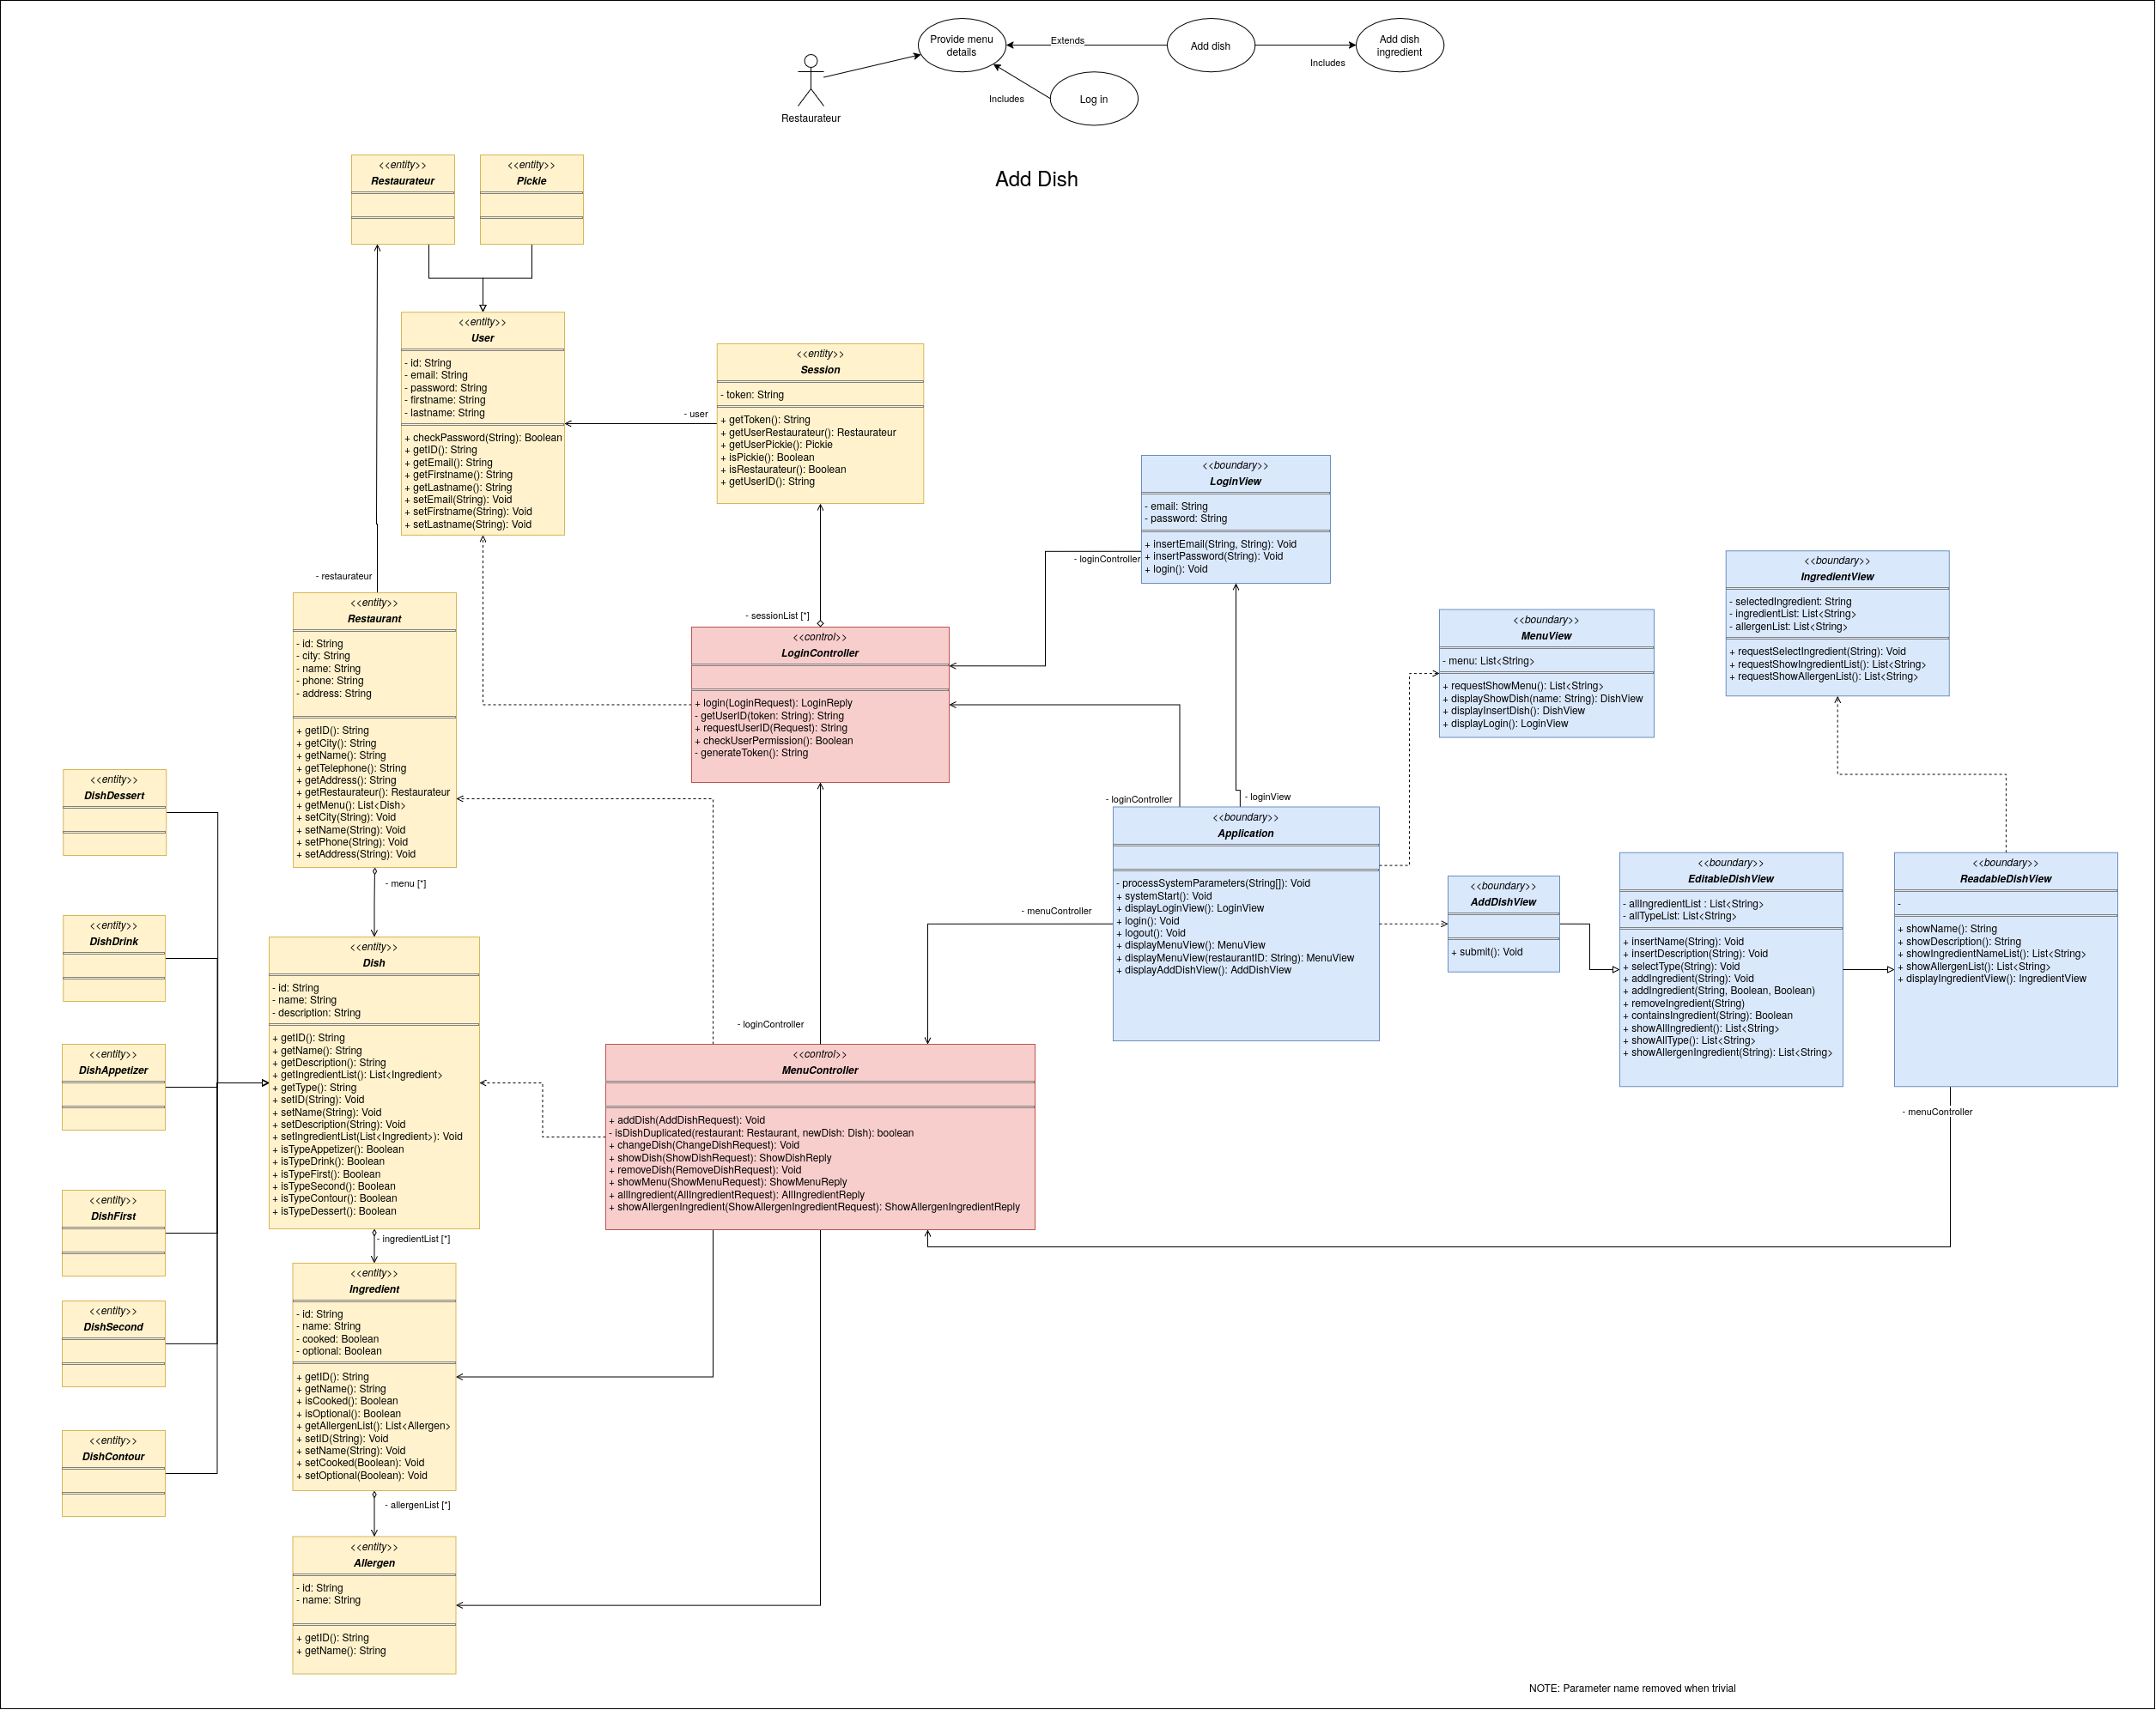 Provide menu
details
Extends
Add dish
Add dish
ingredient
Includes
Includes
Log in
Restaurateur
Add Dish
<<entity>>
Restaurateur
<<entity>>
Pickie
<<entity>>
User
- id: String
- email: String
- password: String
- firstname: String
- lastname: String
+ checkPassword(String): Boolean
+ getID(): String
+ getEmail(): String
+ getFirstname(): String
+ getLastname(): String
+ setEmail(String): Void
+ setFirstname(String): Void
+ setLastname(String): Void
- user
<<entity>>
Session
- token: String
+ getToken(): String
+ getUserRestaurateur(): Restaurateur
+ getUserPickie(): Pickie
+ isPickie(): Boolean
+ isRestaurateur(): Boolean
+ getUserID(): String
<<boundary>>
LoginView
- email: String
- password: String
+ insertEmail(String, String): Void
+ insertPassword(String): Void
+ login(): Void
- loginController
<<boundary>>
IngredientView
- selectedIngredient: String
- ingredientList: List<String>
- allergenList: List<String>
+ requestSelectIngredient(String): Void
+ requestShowIngredientList(): List<String>
+ requestShowAllergenList(): List<String>
<<boundary>>
MenuView
- menu: List<String>
+ requestShowMenu(): List<String>
+ displayShowDish(name: String): DishView
+ displayInsertDish(): DishView
+ displayLogin(): LoginView
- restaurateur
<<entity>>
Restaurant
- id: String
- city: String
- name: String
- phone: String
- address: String
+ getID(): String
+ getCity(): String
+ getName(): String
+ getTelephone(): String
+ getAddress(): String
+ getRestaurateur(): Restaurateur
+ getMenu(): List<Dish>
+ setCity(String): Void
+ setName(String): Void
+ setPhone(String): Void
+ setAddress(String): Void
- sessionList [*]
<<control>>
LoginController
+ login(LoginRequest): LoginReply
- getUserID(token: String): String
+ requestUserID(Request): String
+ checkUserPermission(): Boolean
- generateToken(): String
- loginController
- loginView
<<boundary>>
Application
- processSystemParameters(String[]): Void
+ systemStart(): Void
+ displayLoginView(): LoginView
+ login(): Void
+ logout(): Void
+ displayMenuView(): MenuView
+ displayMenuView(restaurantID: String): MenuView
+ displayAddDishView(): AddDishView
- menuController
<<boundary>>
AddDishView
+ submit(): Void
<<boundary>>
EditableDishView
- allIngredientList : List<String>
- allTypeList: List<String>
+ insertName(String): Void
+ insertDescription(String): Void
+ selectType(String): Void
+ addIngredient(String): Void
+ addIngredient(String, Boolean, Boolean)
+ removeIngredient(String)
+ containsIngredient(String): Boolean
+ showAllIngredient(): List<String>
+ showAllType(): List<String>
+ showAllergenIngredient(String): List<String>
<<boundary>>
ReadableDishView
-
+ showName(): String
+ showDescription(): String
+ showIngredientNameList(): List<String>
+ showAllergenList(): List<String>
+ displayIngredientView(): IngredientView
- menuController
<<entity>>
DishDessert
<<entity>>
DishDrink
<<entity>>
DishAppetizer
<<entity>>
DishFirst
<<entity>>
DishSecond
<<entity>>
DishContour
- menu [*]
<<entity>>
Dish
- id: String
- name: String
- description: String
+ getID(): String
+ getName(): String
+ getDescription(): String
+ getIngredientList(): List<Ingredient>
+ getType(): String
+ setID(String): Void
+ setName(String): Void
+ setDescription(String): Void
+ setIngredientList(List<Ingredient>): Void
+ isTypeAppetizer(): Boolean
+ isTypeDrink(): Boolean
+ isTypeFirst(): Boolean
+ isTypeSecond(): Boolean
+ isTypeContour(): Boolean
+ isTypeDessert(): Boolean
- loginController
<<control>>
MenuController
+ addDish(AddDishRequest): Void
- isDishDuplicated(restaurant: Restaurant, newDish: Dish): boolean
+ changeDish(ChangeDishRequest): Void
+ showDish(ShowDishRequest): ShowDishReply
+ removeDish(RemoveDishRequest): Void
+ showMenu(ShowMenuRequest): ShowMenuReply
+ allIngredient(AllIngredientRequest): AllIngredientReply
+ showAllergenIngredient(ShowAllergenIngredientRequest): ShowAllergenIngredientReply
- ingredientList [*]
<<entity>>
Ingredient
- id: String
- name: String
- cooked: Boolean
- optional: Boolean
+ getID(): String
+ getName(): String
+ isCooked(): Boolean
+ isOptional(): Boolean
+ getAllergenList(): List<Allergen>
+ setID(String): Void
+ setName(String): Void
+ setCooked(Boolean): Void
+ setOptional(Boolean): Void
- allergenList [*]
<<entity>>
Allergen
- id: String
- name: String
+ getID(): String
+ getName(): String
NOTE: Parameter name removed when trivial